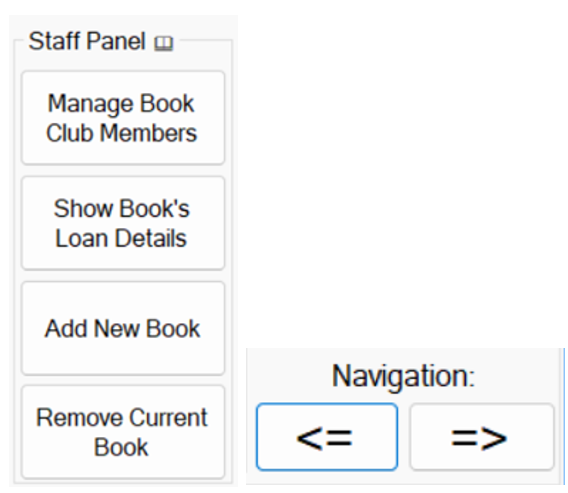 Staff Panel 🕮
Manage Book
Club Members
Show Book's
Loan Details
Add New Book
Remove Current
Book
Navigation:
<=
=>